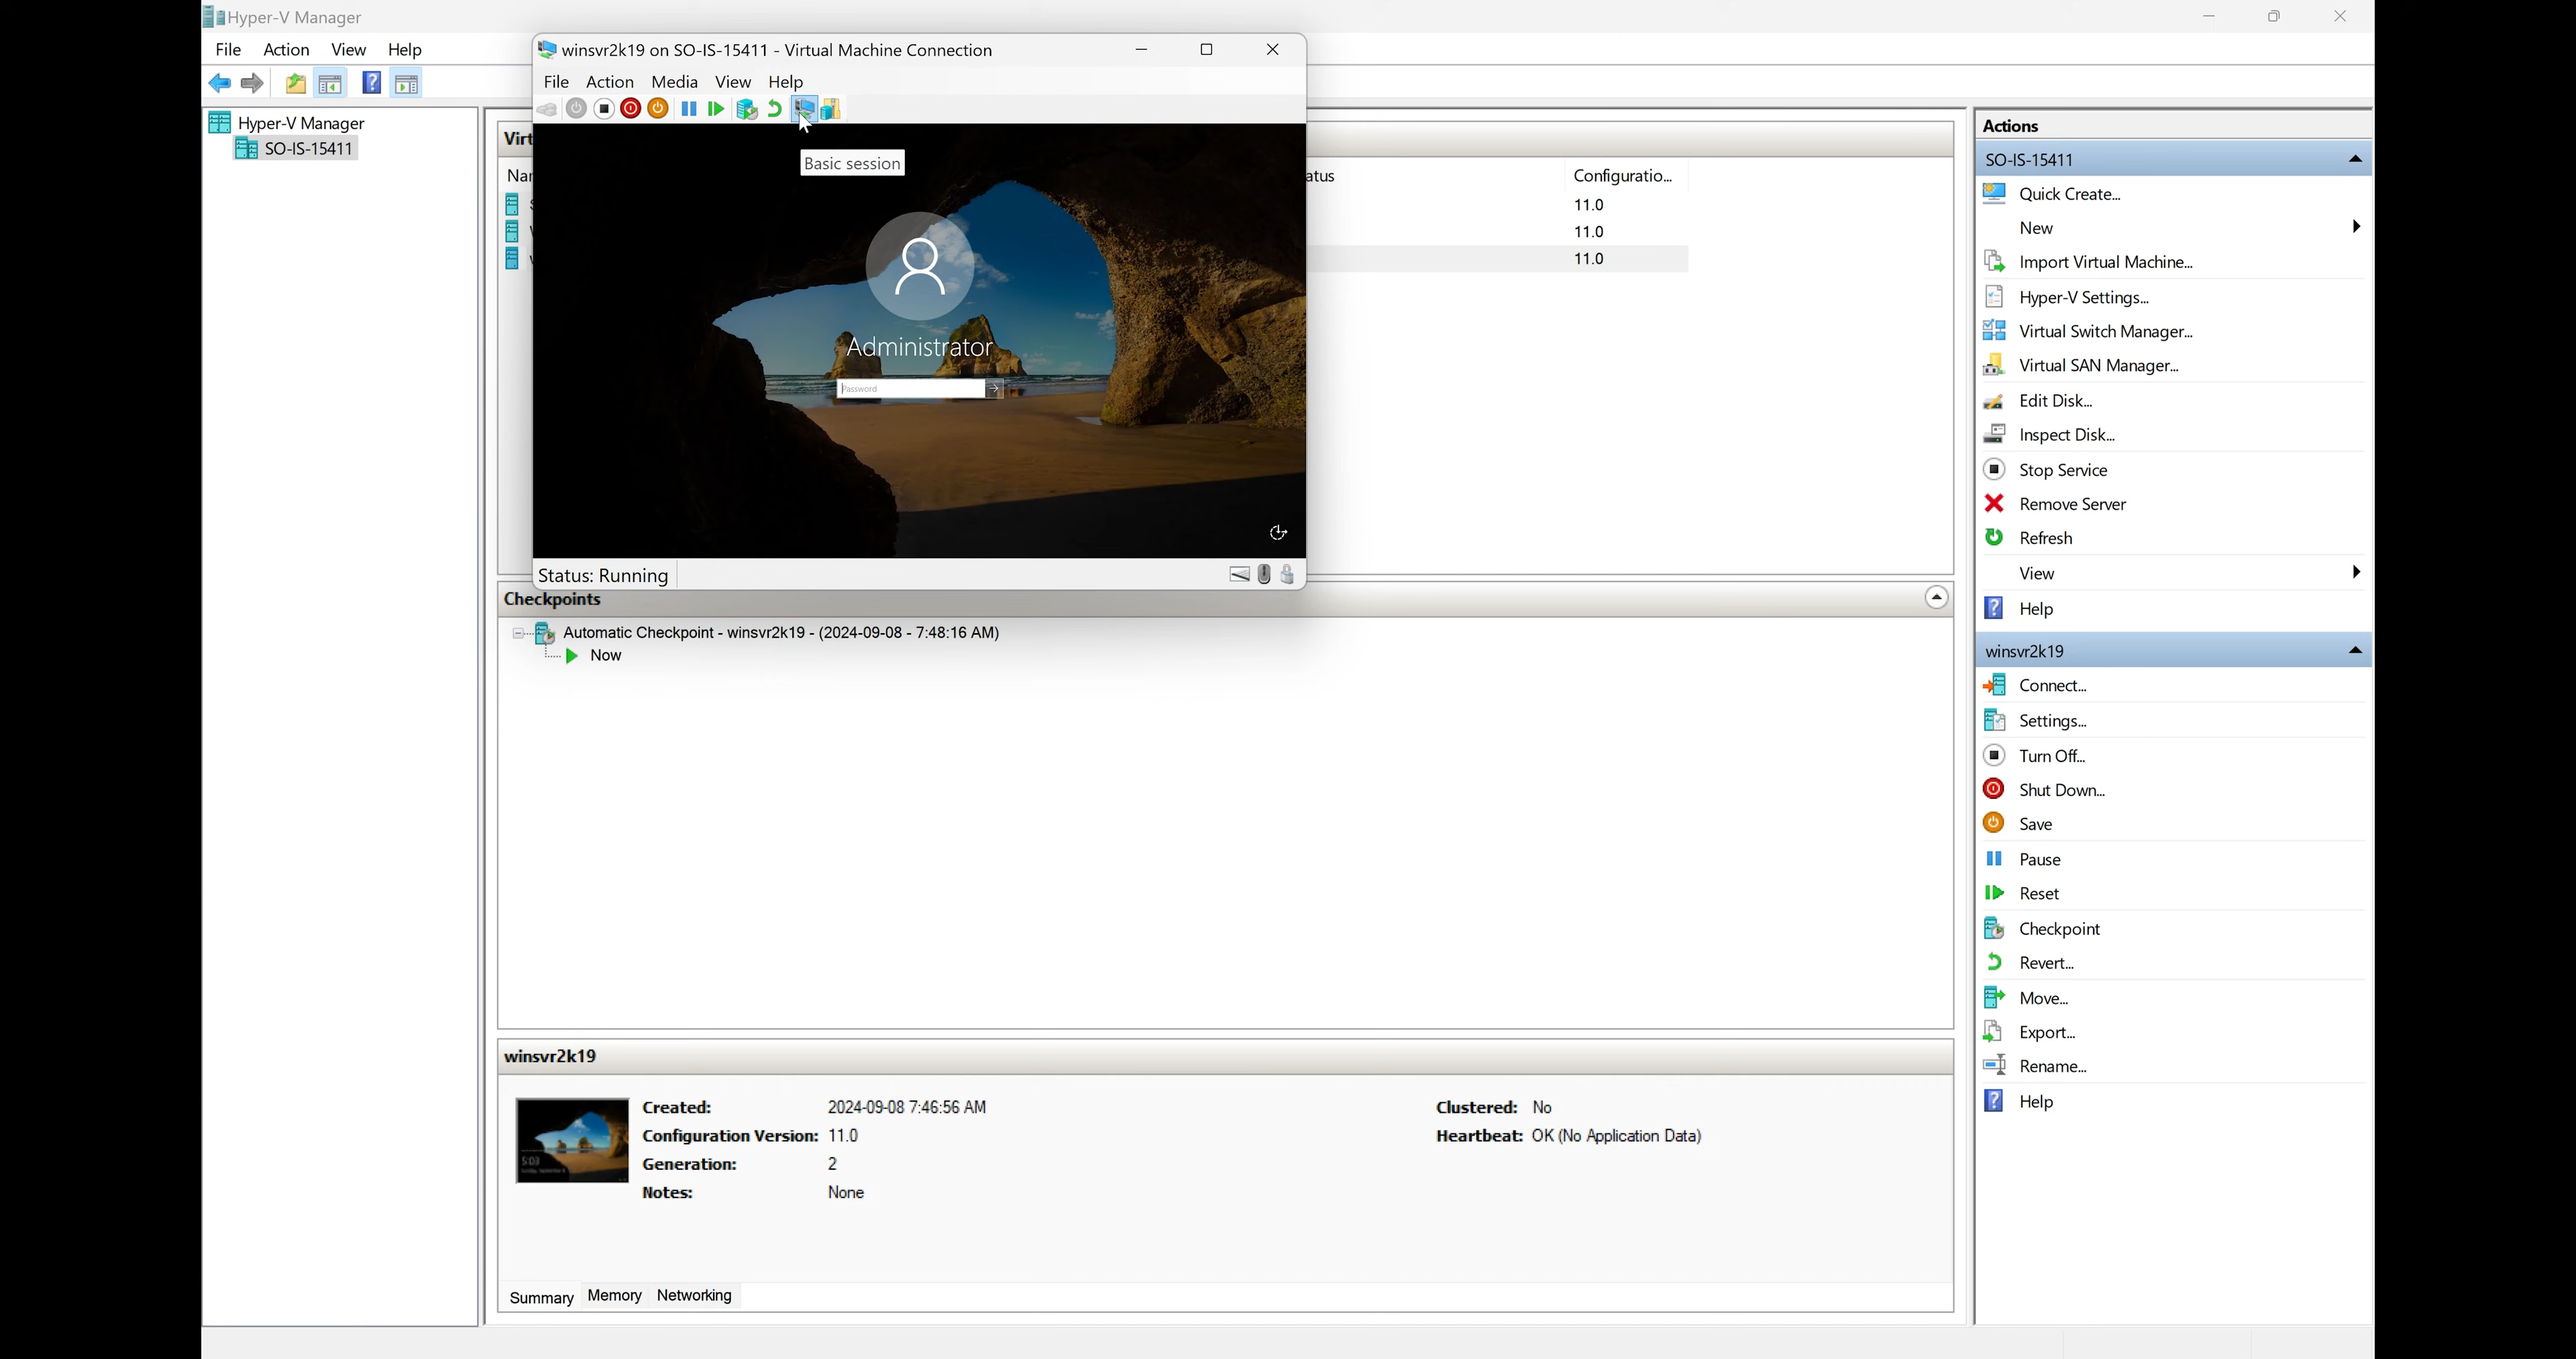 Hyper-V Manager
File Action View Help
Hyper-V Manager
SO-IS-15411
winsvr2k19 on SO-IS-15411 - Virtual Machine Connection
File Action Media View Help
Basic session
Administrator
Password
Status: Running
atus
Configuratio...
11.0
11.0
11.0
Checkpoints
Automatic Checkpoint - winsvr2k19 - (2024-09-08 - 7:48:16 AM)
Now
winsvr2k19
5:03
Created: 2024-09-08 7:46:56 AM
Configuration Version: 11.0
Generation: 2
Notes: None
Clustered: No
Heartbeat: OK (No Application Data)
Summary Memory Networking
Actions
SO-IS-15411
Quick Create...
New
Import Virtual Machine...
Hyper-V Settings...
Virtual Switch Manager...
Virtual SAN Manager...
Edit Disk...
Inspect Disk...
Stop Service
Remove Server
Refresh
View
Help
winsvr2k19
Connect...
Settings...
Turn Off...
Shut Down...
Save
Pause
Reset
Checkpoint
Revert...
Move...
Export...
Rename...
Help